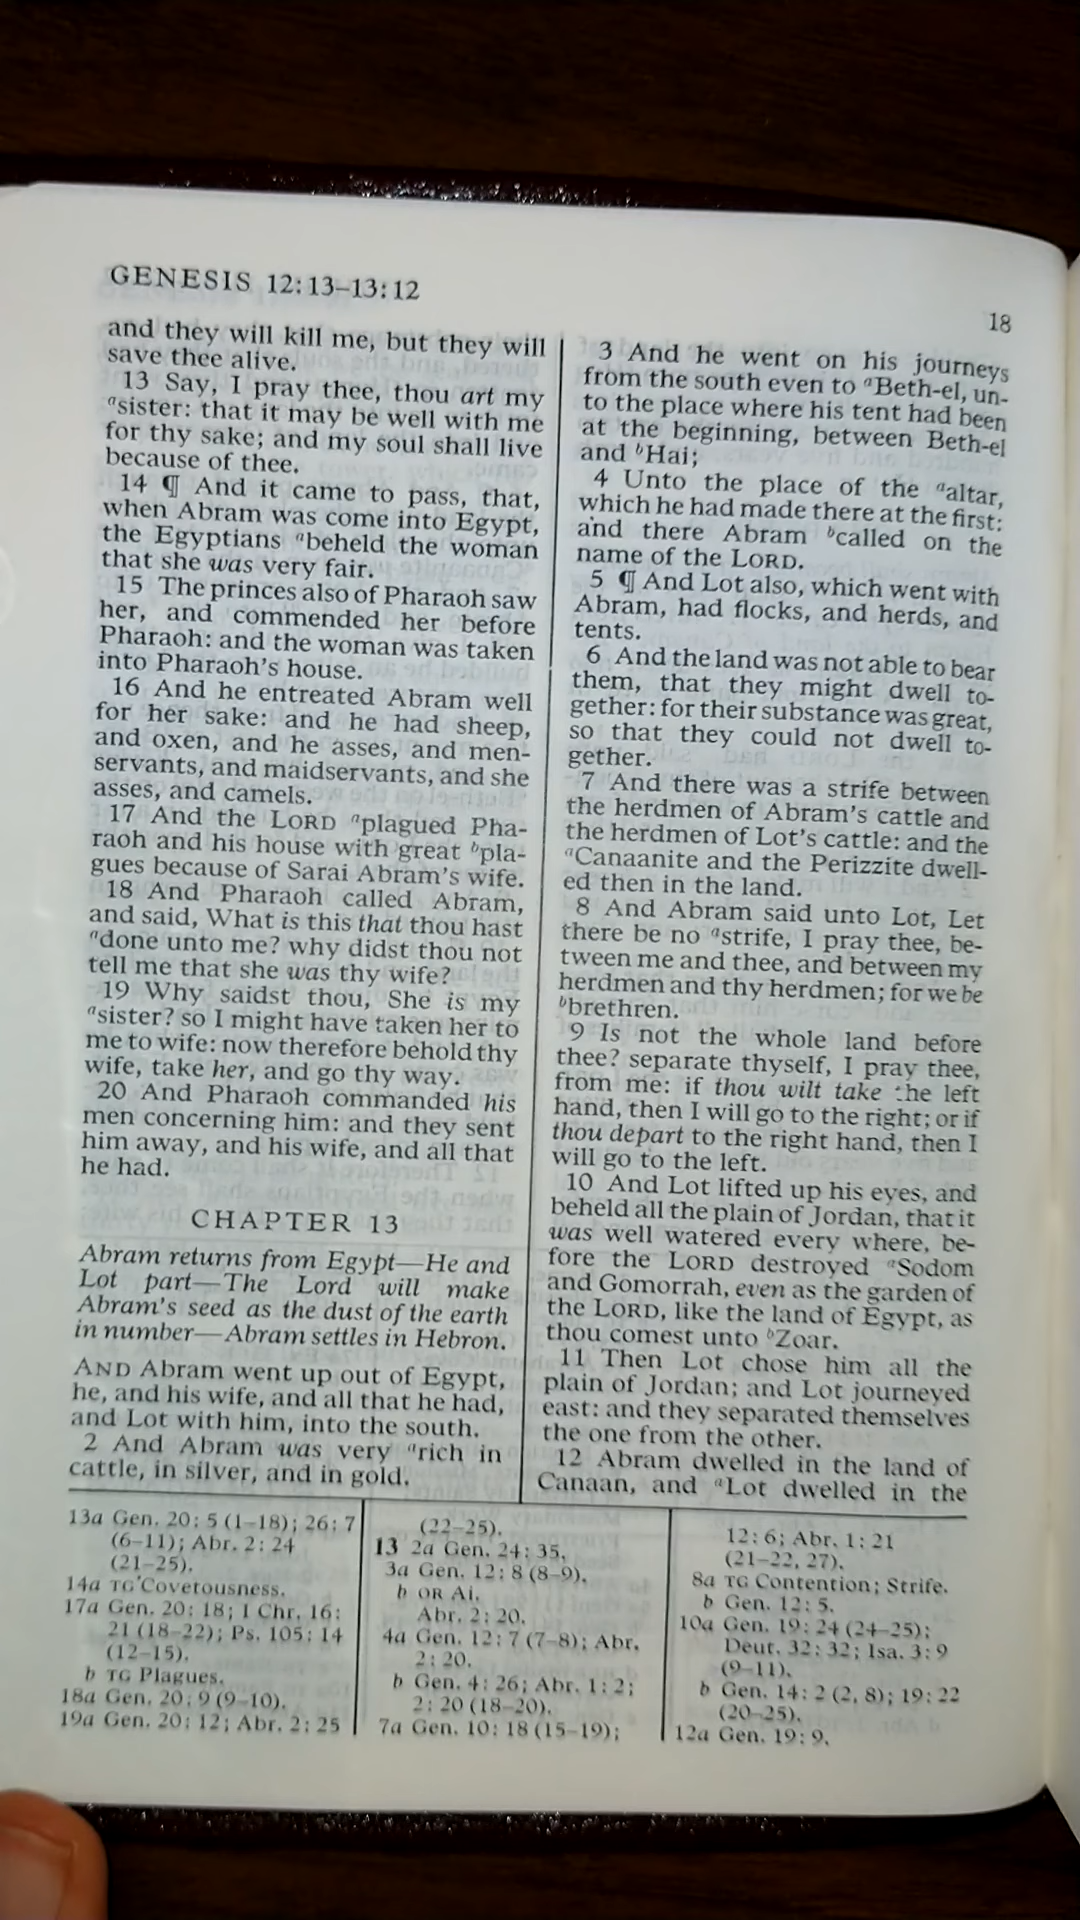 GENESIS 12:13–13:12
18
and they will kill me, but they will
save thee alive.
13 Say, I pray thee, thou art my
asister: that it may be well with me
for thy sake; and my soul shall live
because of thee.
14 ¶ And it came to pass, that,
when Abram was come into Egypt,
the Egyptians abeheld the woman
that she was very fair.
15 The princes also of Pharaoh saw
her, and commended her before
Pharaoh: and the woman was taken
into Pharaoh's house.
16 And he entreated Abram well
for her sake: and he had sheep,
and oxen, and he asses, and men-
servants, and maidservants, and she
asses, and camels.
17 And the LORD aplagued Pha-
raoh and his house with great bpla-
gues because of Sarai Abram's wife.
18 And Pharaoh called Abram,
and said, What is this that thou hast
adone unto me? why didst thou not
tell me that she was thy wife?
19 Why saidst thou, She is my
asister? so I might have taken her to
me to wife: now therefore behold thy
wife, take her, and go thy way.
20 And Pharaoh commanded his
men concerning him: and they sent
him away, and his wife, and all that
he had.
CHAPTER 13
Abram returns from Egypt—He and
Lot part—The Lord will make
Abram's seed as the dust of the earth
in number—Abram settles in Hebron.
AND Abram went up out of Egypt,
he, and his wife, and all that he had,
and Lot with him, into the south.
2 And Abram was very arich in
cattle, in silver, and in gold.
3 And he went on his journeys
from the south even to aBeth-el, un-
to the place where his tent had been
at the beginning, between Beth-el
and bHai;
4 Unto the place of the aaltar,
which he had made there at the first:
and there Abram bcalled on the
name of the LORD.
5 ¶ And Lot also, which went with
Abram, had flocks, and herds, and
tents.
6 And the land was not able to bear
them, that they might dwell to-
gether: for their substance was great,
so that they could not dwell to-
gether.
7 And there was a strife between
the herdmen of Abram's cattle and
the herdmen of Lot's cattle: and the
aCanaanite and the Perizzite dwell-
ed then in the land.
8 And Abram said unto Lot, Let
there be no astrife, I pray thee, be-
tween me and thee, and between my
herdmen and thy herdmen; for we be
bbrethren.
9 Is not the whole land before
thee? separate thyself, I pray thee,
from me: if thou wilt take the left
hand, then I will go to the right; or if
thou depart to the right hand, then I
will go to the left.
10 And Lot lifted up his eyes, and
beheld all the plain of Jordan, that it
was well watered every where, be-
fore the LORD destroyed aSodom
and Gomorrah, even as the garden of
the LORD, like the land of Egypt, as
thou comest unto bZoar.
11 Then Lot chose him all the
plain of Jordan; and Lot journeyed
east: and they separated themselves
the one from the other.
12 Abram dwelled in the land of
Canaan, and aLot dwelled in the
13a Gen. 20: 5 (1–18); 26: 7
(6–11); Abr. 2: 24
(21–25).
14a TG Covetousness.
17a Gen. 20: 18; 1 Chr. 16:
21 (18–22); Ps. 105: 14
(12–15).
b TG Plagues.
18a Gen. 20: 9 (9–10).
19a Gen. 20: 12; Abr. 2: 25
(22–25).
13 2a Gen. 24: 35.
3a Gen. 12: 8 (8–9).
b OR Ai.
Abr. 2: 20.
4a Gen. 12: 7 (7–8); Abr.
2: 20.
b Gen. 4: 26; Abr. 1: 2;
2: 20 (18–20).
7a Gen. 10: 18 (15–19);
12: 6; Abr. 1: 21
(21–22, 27).
8a TG Contention; Strife.
b Gen. 12: 5.
10a Gen. 19: 24 (24–25);
Deut. 32: 32; Isa. 3: 9
(9–11).
b Gen. 14: 2 (2, 8); 19: 22
(20–25).
12a Gen. 19: 9.